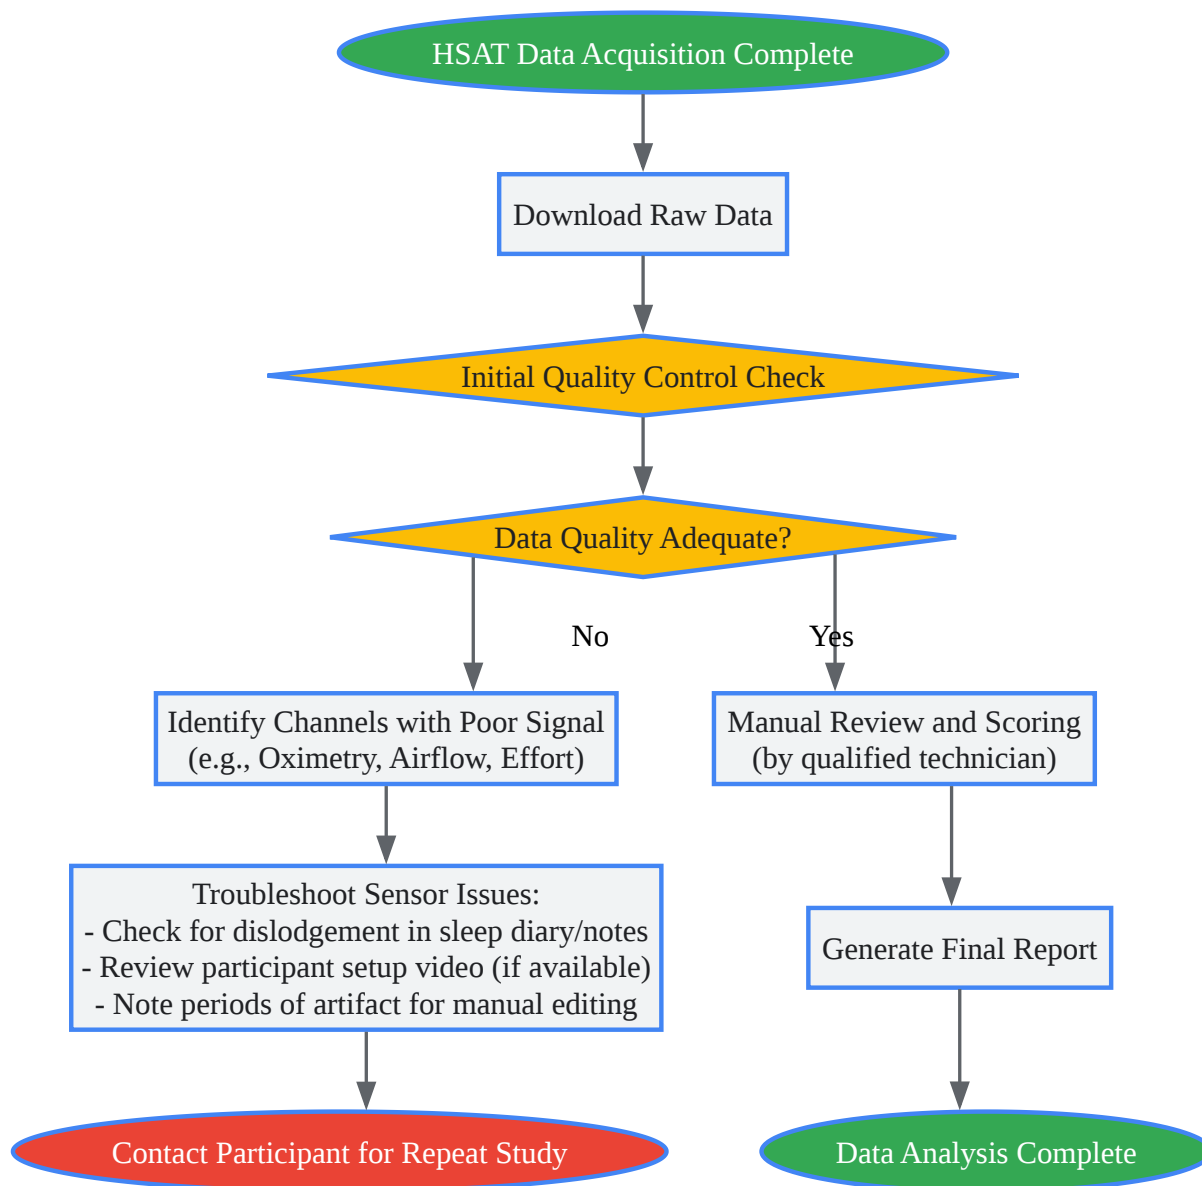 HSAT Data Acquisition Complete
Download Raw Data
Initial Quality Control Check
Data Quality Adequate?
No
Yes
Identify Channels with Poor Signal
(e.g., Oximetry, Airflow, Effort)
Manual Review and Scoring
(by qualified technician)
Troubleshoot Sensor Issues:
- Check for dislodgement in sleep diary/notes
- Review participant setup video (if available)
- Note periods of artifact for manual editing
Generate Final Report
Contact Participant for Repeat Study
Data Analysis Complete